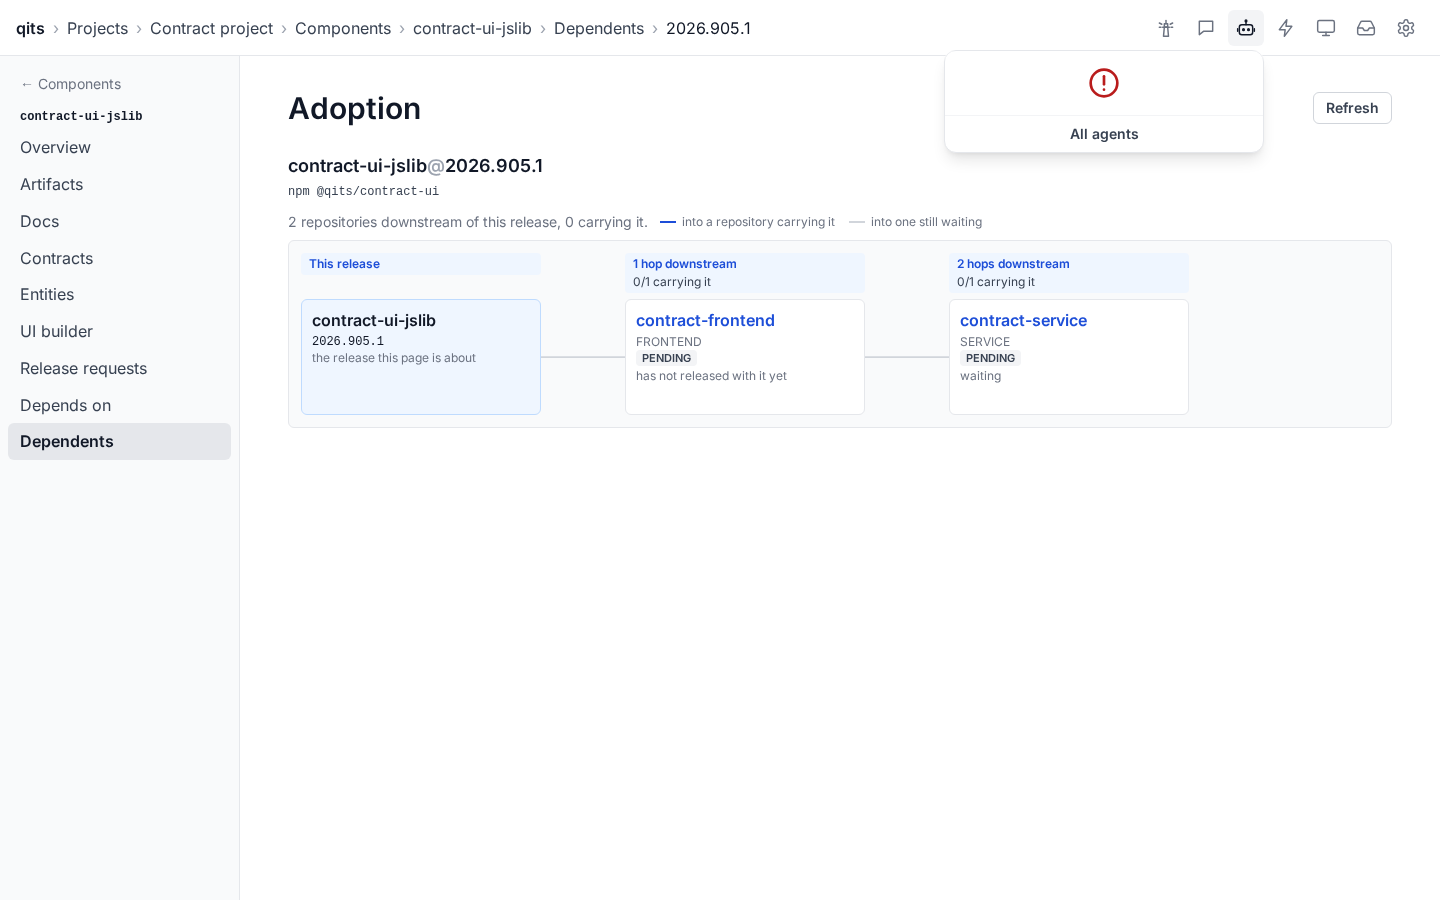 qits › Projects › Contract project › Components › contract-ui-jslib › Dependents › 2026.905.1
← Components
contract-ui-jslib
Overview
Artifacts
Docs
Contracts
Entities
UI builder
Release requests
Depends on
Dependents
All agents
Adoption
Refresh
contract-ui-jslib@2026.905.1
npm @qits/contract-ui
2 repositories downstream of this release, 0 carrying it. into a repository carrying it into one still waiting
This release
contract-ui-jslib
2026.905.1
the release this page is about
1 hop downstream
0/1 carrying it
contract-frontend
FRONTEND
PENDING
has not released with it yet
2 hops downstream
0/1 carrying it
contract-service
SERVICE
PENDING
waiting